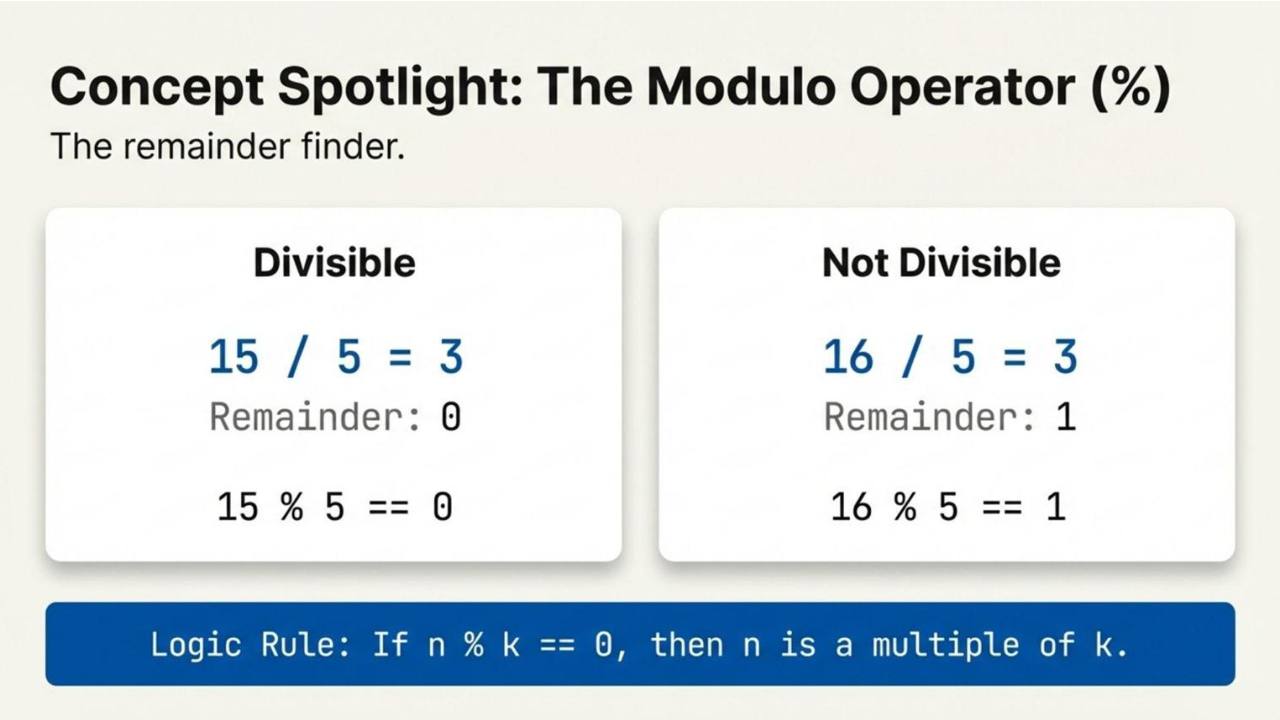 Concept Spotlight: The Modulo Operator (%)
The remainder finder.
Divisible
15 / 5 = 3
Remainder: 0
15 % 5 == 0
Not Divisible
16 / 5 = 3
Remainder: 1
16 % 5 == 1
Logic Rule: If n % k == 0, then n is a multiple of k.